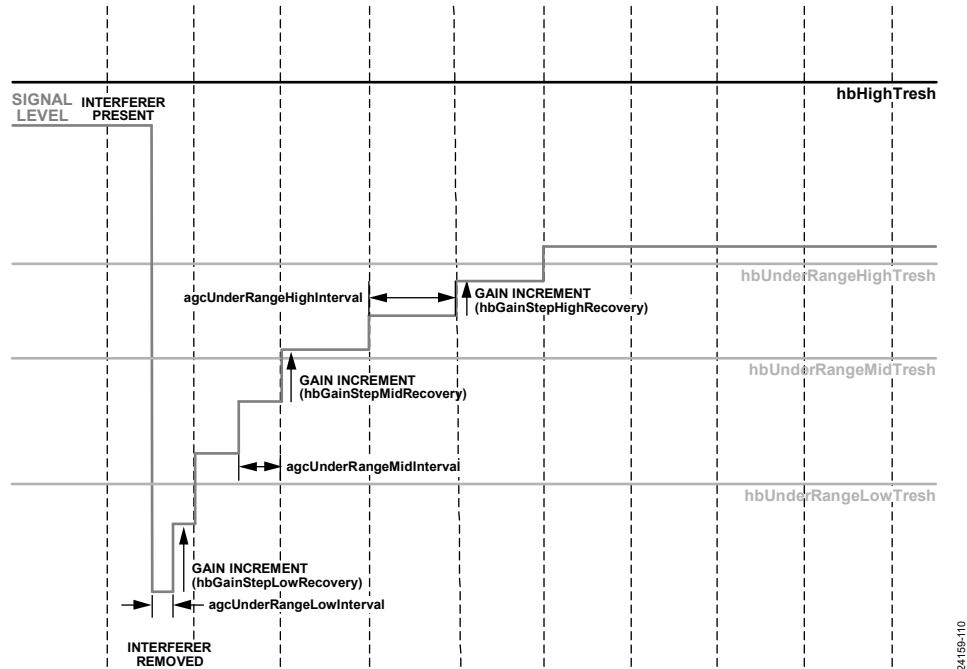 hbHighTresh
SIGNAL
LEVEL
INTERFERER
PRESENT
hbUnderRangeHighTresh
agcUnderRangeHighInterval
GAIN INCREMENT
(hbGainStepHighRecovery)
hbUnderRangeMidTresh
GAIN INCREMENT
(hbGainStepMidRecovery)
agcUnderRangeMidInterval
hbUnderRangeLowTresh
GAIN INCREMENT
(hbGainStepLowRecovery)
agcUnderRangeLowInterval
INTERFERER
REMOVED
24159-110